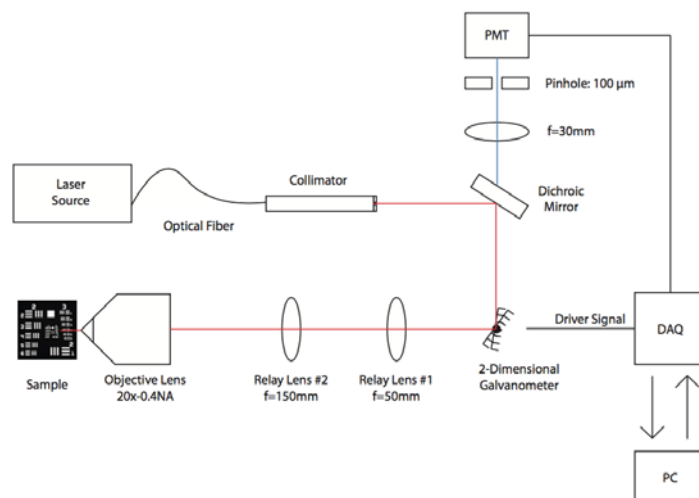 PMT
Pinhole: 100 µm
f=30mm
Laser
Source
Collimator
Dichroic
Mirror
Optical Fiber
Driver Signal
DAQ
Sample
Objective Lens
20x-0.4NA
Relay Lens #2
f=150mm
Relay Lens #1
f=50mm
2-Dimensional
Galvanometer
PC